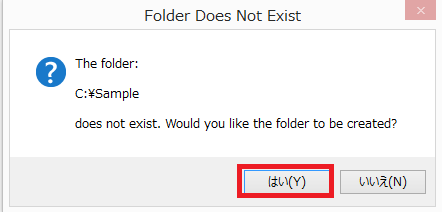 Folder Does Not Exist
The folder:
C:¥Sample
does not exist. Would you like the folder to be created?
はい(Y)
いいえ(N)